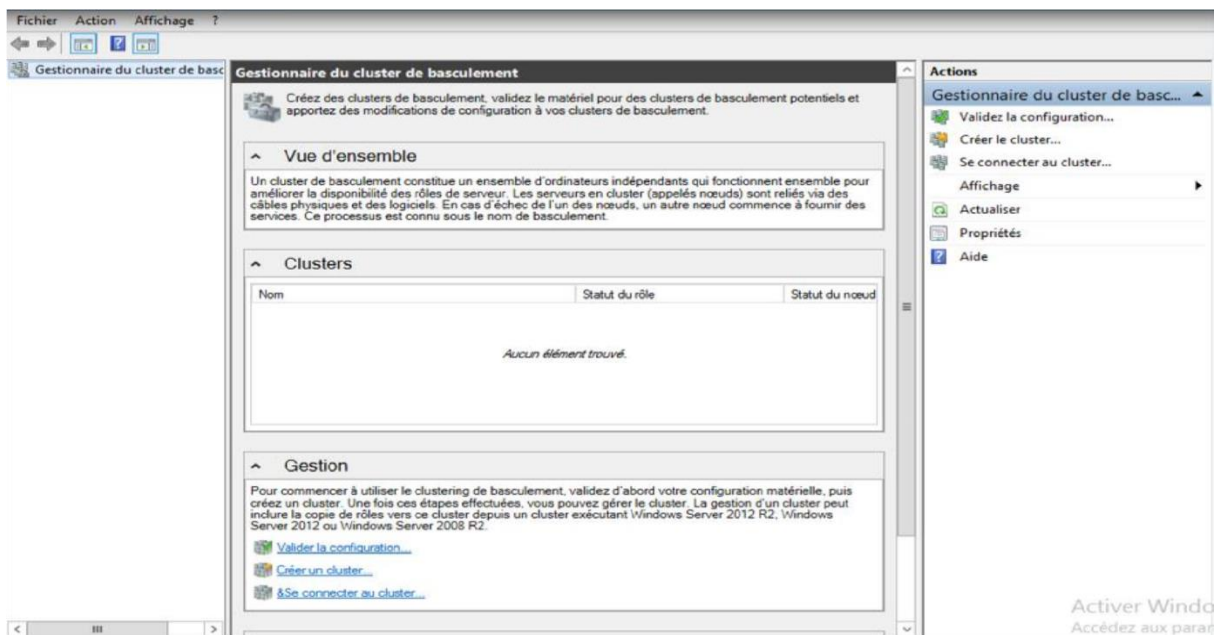 Fichier Action Affichage ?
Gestionnaire du cluster de basc
Gestionnaire du cluster de basculement
Créez des clusters de basculement, validez le matériel pour des clusters de basculement potentiels et
apportez des modifications de configuration à vos clusters de basculement.
Vue d'ensemble
Un cluster de basculement constitue un ensemble d'ordinateurs indépendants qui fonctionnent ensemble pour
améliorer la disponibilité des rôles de serveur. Les serveurs en cluster (appelés nœuds) sont reliés via des
câbles physiques et des logiciels. En cas d'échec de l'un des nœuds, un autre nœud commence à fournir des
services. Ce processus est connu sous le nom de basculement.
Clusters
Nom Statut du rôle Statut du nœud
Aucun élément trouvé.
Gestion
Pour commencer à utiliser le clustering de basculement, validez d'abord votre configuration matérielle, puis
créez un cluster. Une fois ces étapes effectuées, vous pouvez gérer le cluster. La gestion d'un cluster peut
inclure la copie de rôles vers ce cluster depuis un cluster exécutant Windows Server 2012 R2, Windows
Server 2012 ou Windows Server 2008 R2.
Valider la configuration...
Créer un cluster...
&Se connecter au cluster...
Actions
Gestionnaire du cluster de basc...
Validez la configuration...
Créer le cluster...
Se connecter au cluster...
Affichage
Actualiser
Propriétés
Aide
Activer Windo
Accédez aux parar